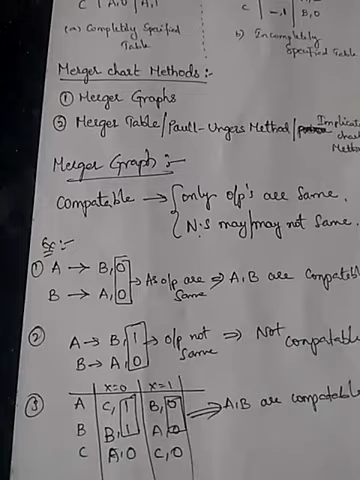 C | A,0 | A,1
C | -,1 | B,0
(a) Completely Specified Table
b) Incompletely Specified Table
Merger chart Methods :-
① Merger Graphs
② Merger Table/Paull-Ungers Method/ Implicat
chart
Metho
Merger Graph :-
Compatable → only o/p's are same.
N.S may/may not same.
Ex:-
① A → B, 0
B → A, 0
→ As o/p are same ⇒ A,B are compatibl
② A → B, 1
B → A, 0
→ o/p not same ⇒ Not compatable
③ x=0 x=1
A C, 1 B, 0
B B, 1 A, 0
C A, 0 C, 0
⇒ A,B are compatable